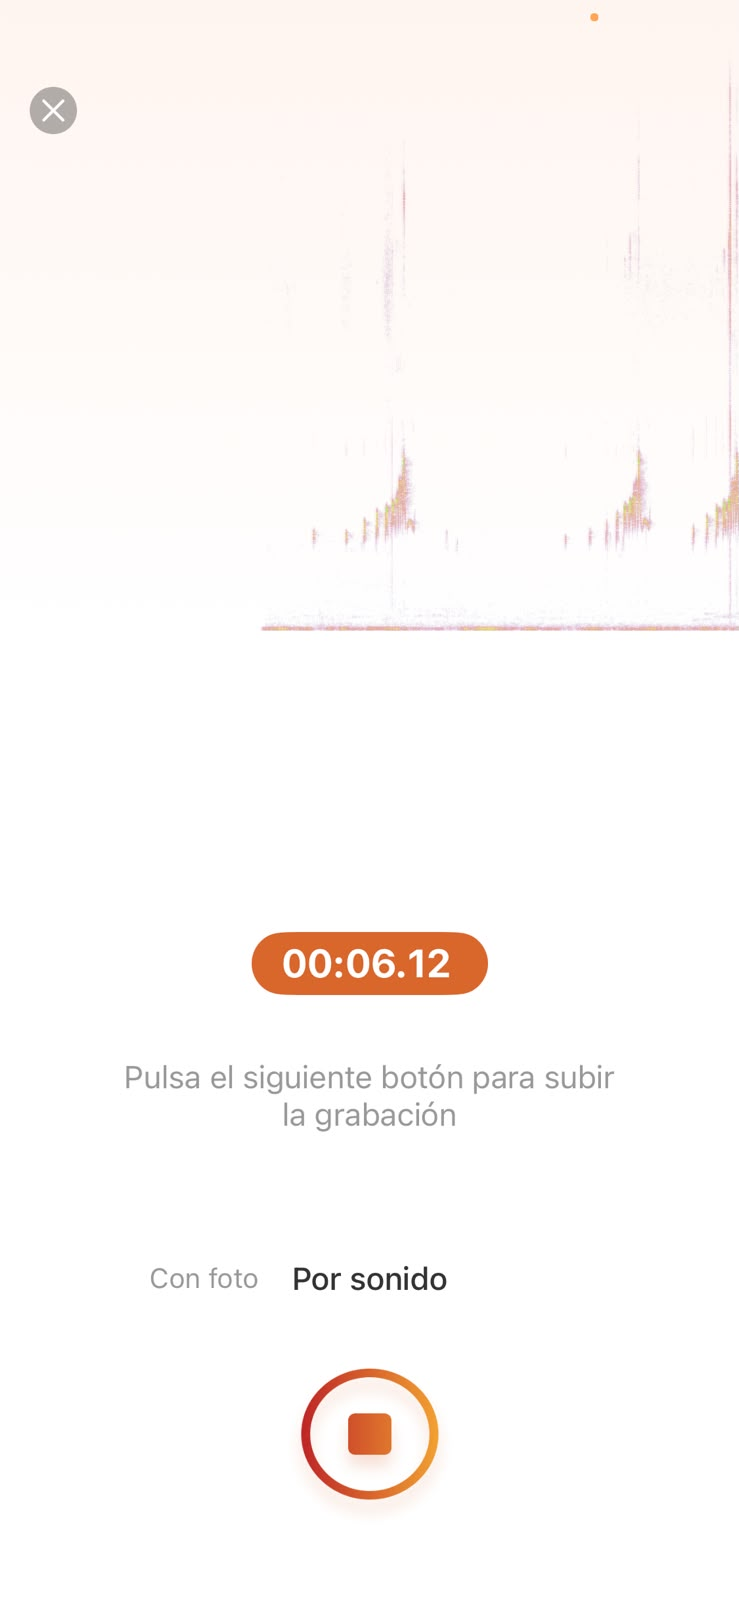 00:06.12
Pulsa el siguiente botón para subir
la grabación
Con foto Por sonido